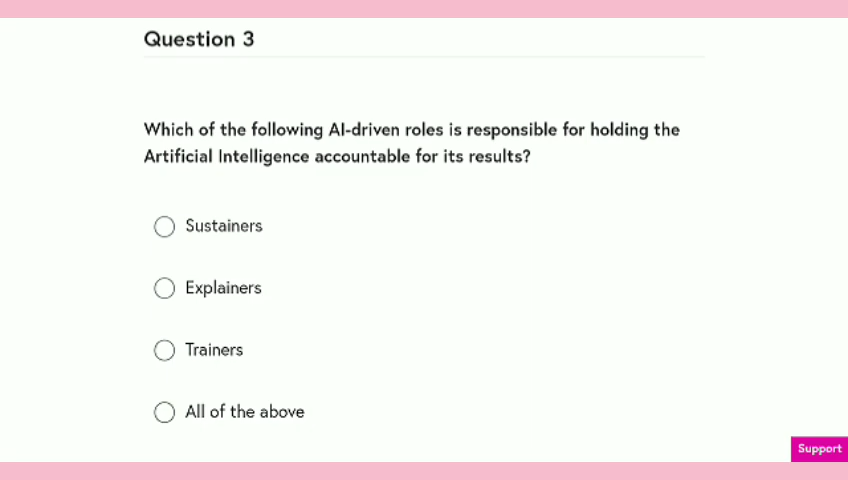 Question 3
Which of the following AI-driven roles is responsible for holding the
Artificial Intelligence accountable for its results?
Sustainers
Explainers
Trainers
All of the above
Support